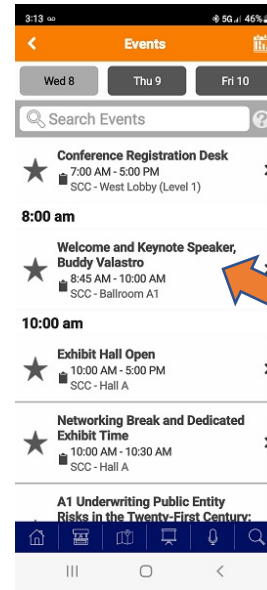 3:13
5G 46%
Events
Wed 8
Thu 9
Fri 10
Search Events
?
Conference Registration Desk
7:00 AM - 5:00 PM
SCC - West Lobby (Level 1)
8:00 am
Welcome and Keynote Speaker,
Buddy Valastro
8:45 AM - 10:00 AM
SCC - Ballroom A1
10:00 am
Exhibit Hall Open
10:00 AM - 5:00 PM
SCC - Hall A
Networking Break and Dedicated
Exhibit Time
10:00 AM - 10:30 AM
SCC - Hall A
A1 Underwriting Public Entity
Risks in the Twenty-First Century: